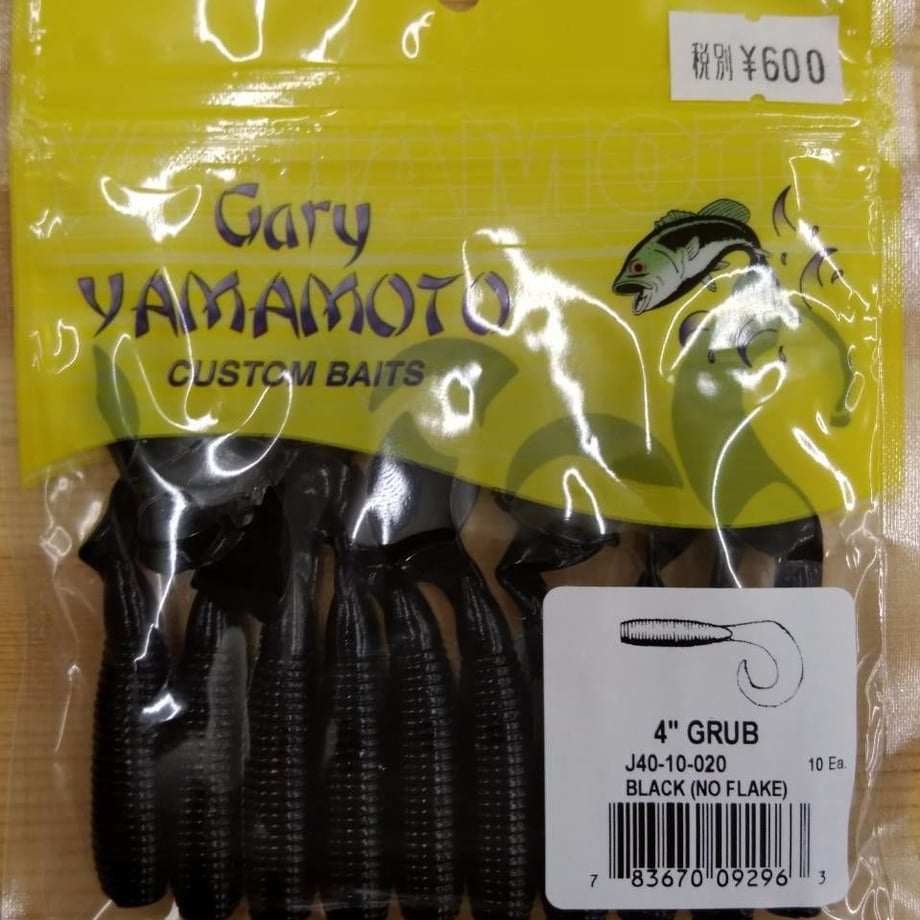 税別¥600
YAMAMOTO
Gary
YAMAMOTO
CUSTOM BAITS
4" GRUB
J40-10-020 10 Ea.
BLACK (NO FLAKE)
7 83670 09296 3